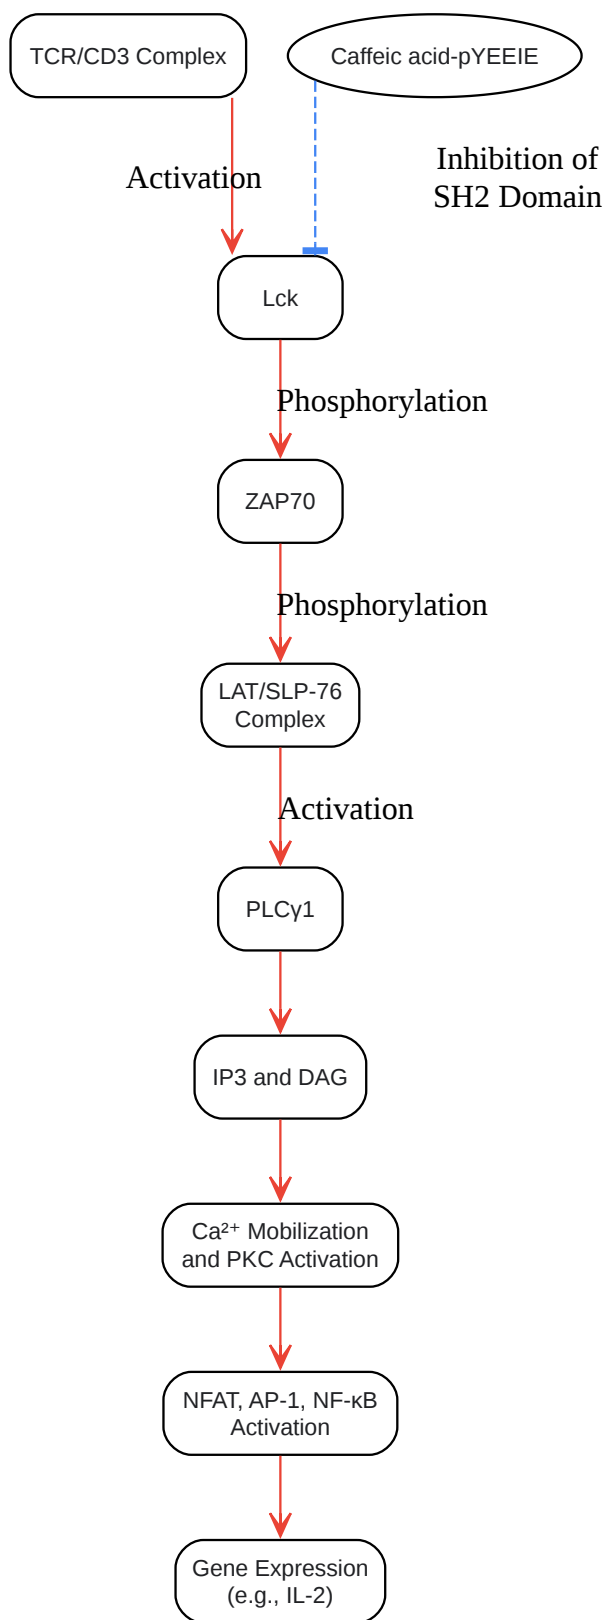 TCR/CD3 Complex
Caffeic acid-pYEEIE
Activation
Inhibition of
SH2 Domain
Lck
Phosphorylation
ZAP70
Phosphorylation
LAT/SLP-76
Complex
Activation
PLCγ1
IP3 and DAG
Ca²⁺ Mobilization
and PKC Activation
NFAT, AP-1, NF-κB
Activation
Gene Expression
(e.g., IL-2)